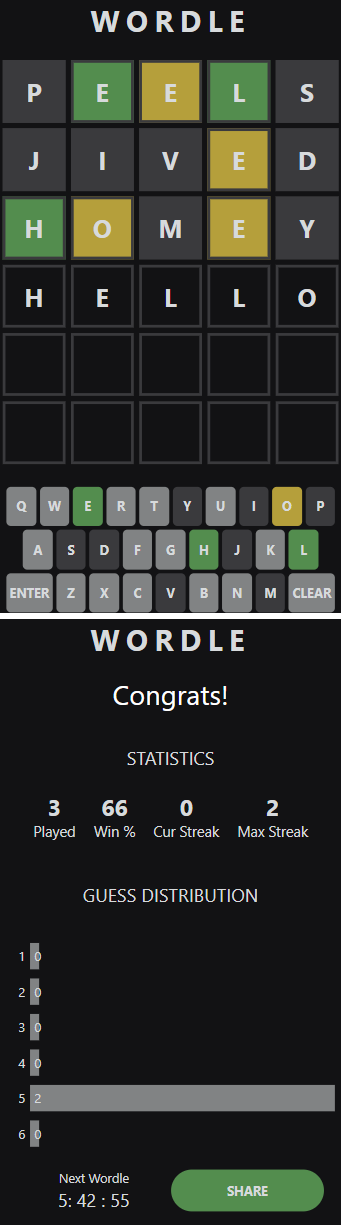 WORDLE
P E E L S
J I V E D
H O M E Y
H E L L O
Q W E R T Y U I O P
A S D F G H J K L
ENTER Z X C V B N M CLEAR
WORDLE
Congrats!
STATISTICS
3 66 0 2
Played Win % Cur Streak Max Streak
GUESS DISTRIBUTION
1 0
2 0
3 0
4 0
5 2
6 0
Next Wordle
5: 42 : 55
SHARE